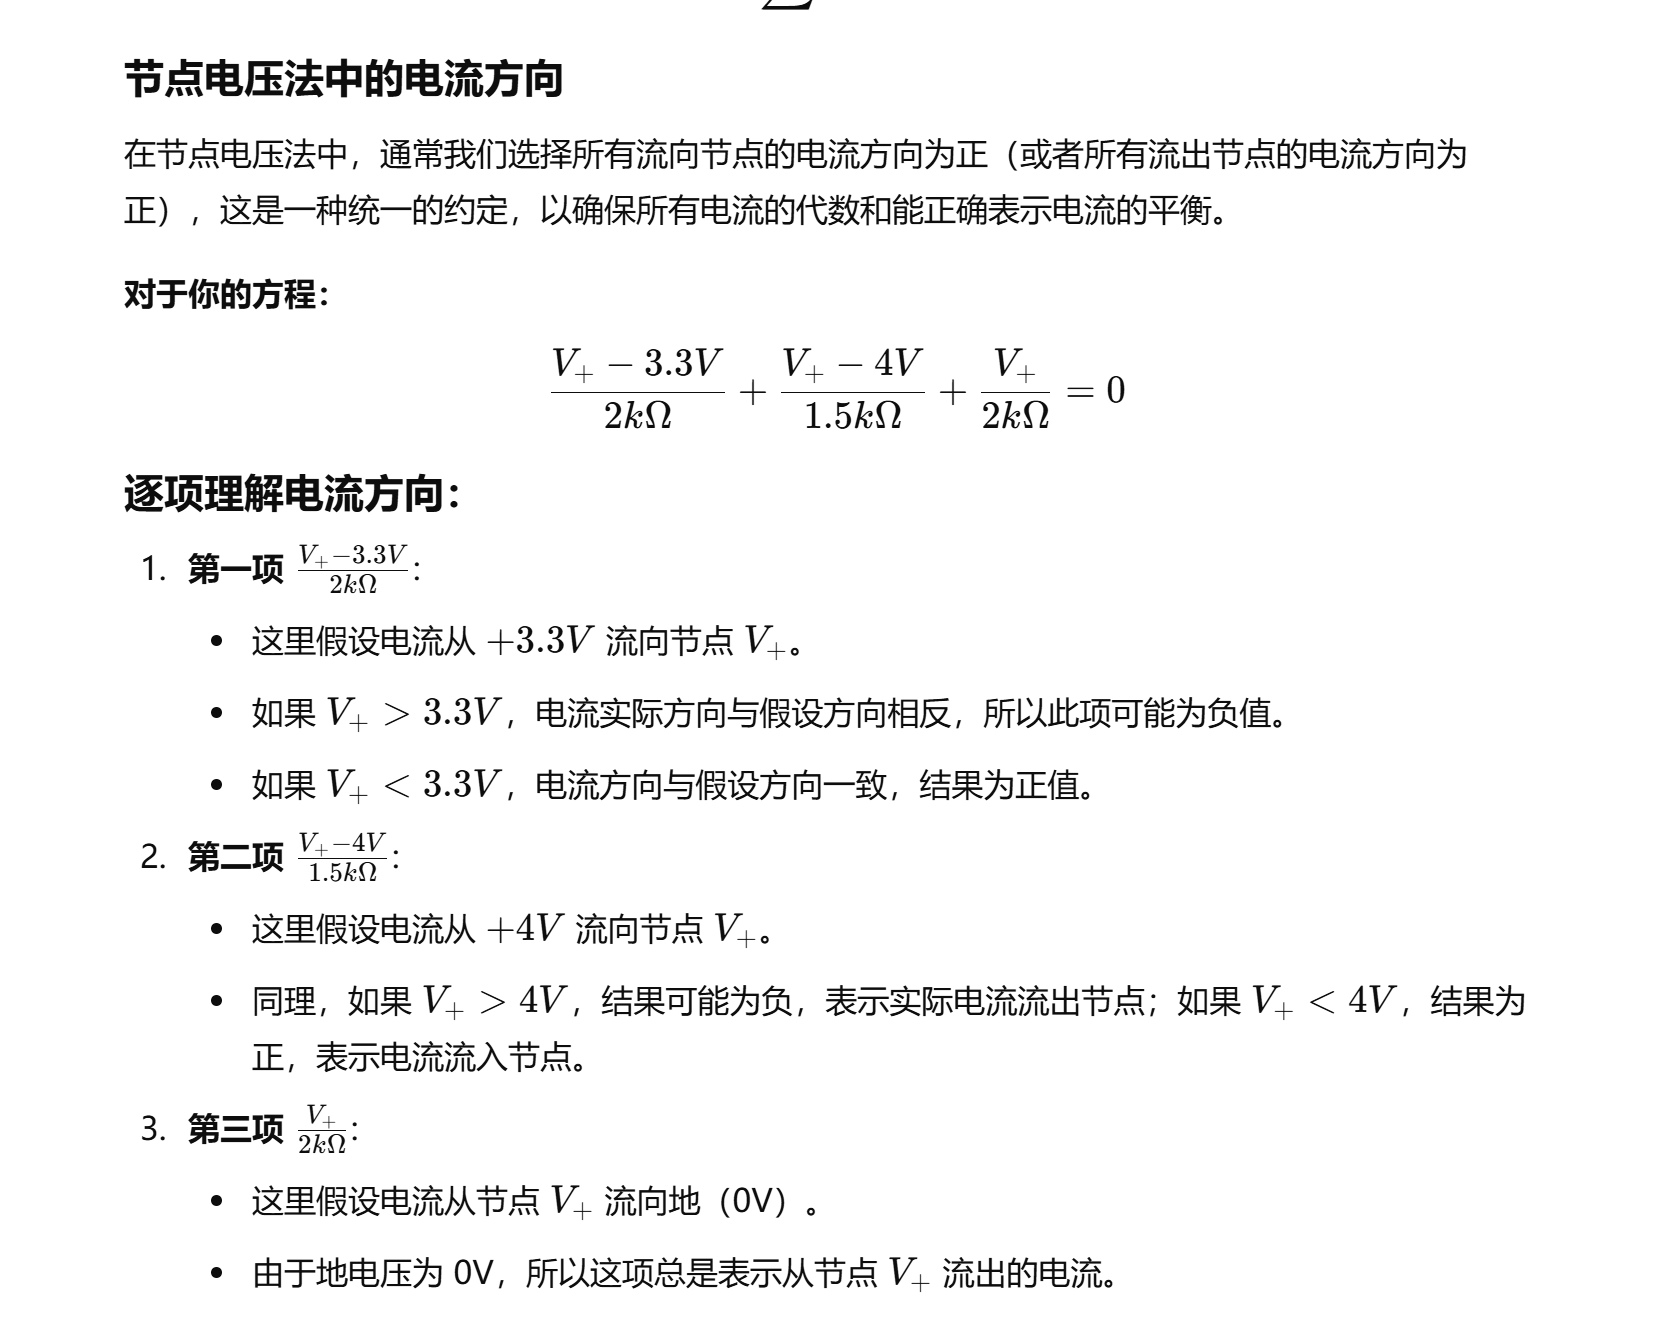 节点电压法中的电流方向
在节点电压法中，通常我们选择所有流向节点的电流方向为正（或者所有流出节点的电流方向为
正），这是一种统一的约定，以确保所有电流的代数和能正确表示电流的平衡。
对于你的方程：
\frac{V_+ - 3.3V}{2k\Omega} + \frac{V_+ - 4V}{1.5k\Omega} + \frac{V_+}{2k\Omega} = 0
逐项理解电流方向：
1. 第一项 \frac{V_+-3.3V}{2k\Omega}：
• 这里假设电流从 +3.3V 流向节点 V_+。
• 如果 V_+ > 3.3V，电流实际方向与假设方向相反，所以此项可能为负值。
• 如果 V_+ < 3.3V，电流方向与假设方向一致，结果为正值。
2. 第二项 \frac{V_+-4V}{1.5k\Omega}：
• 这里假设电流从 +4V 流向节点 V_+。
• 同理，如果 V_+ > 4V，结果可能为负，表示实际电流流出节点；如果 V_+ < 4V，结果为
正，表示电流流入节点。
3. 第三项 \frac{V_+}{2k\Omega}：
• 这里假设电流从节点 V_+ 流向地（0V）。
• 由于地电压为 0V，所以这项总是表示从节点 V_+ 流出的电流。